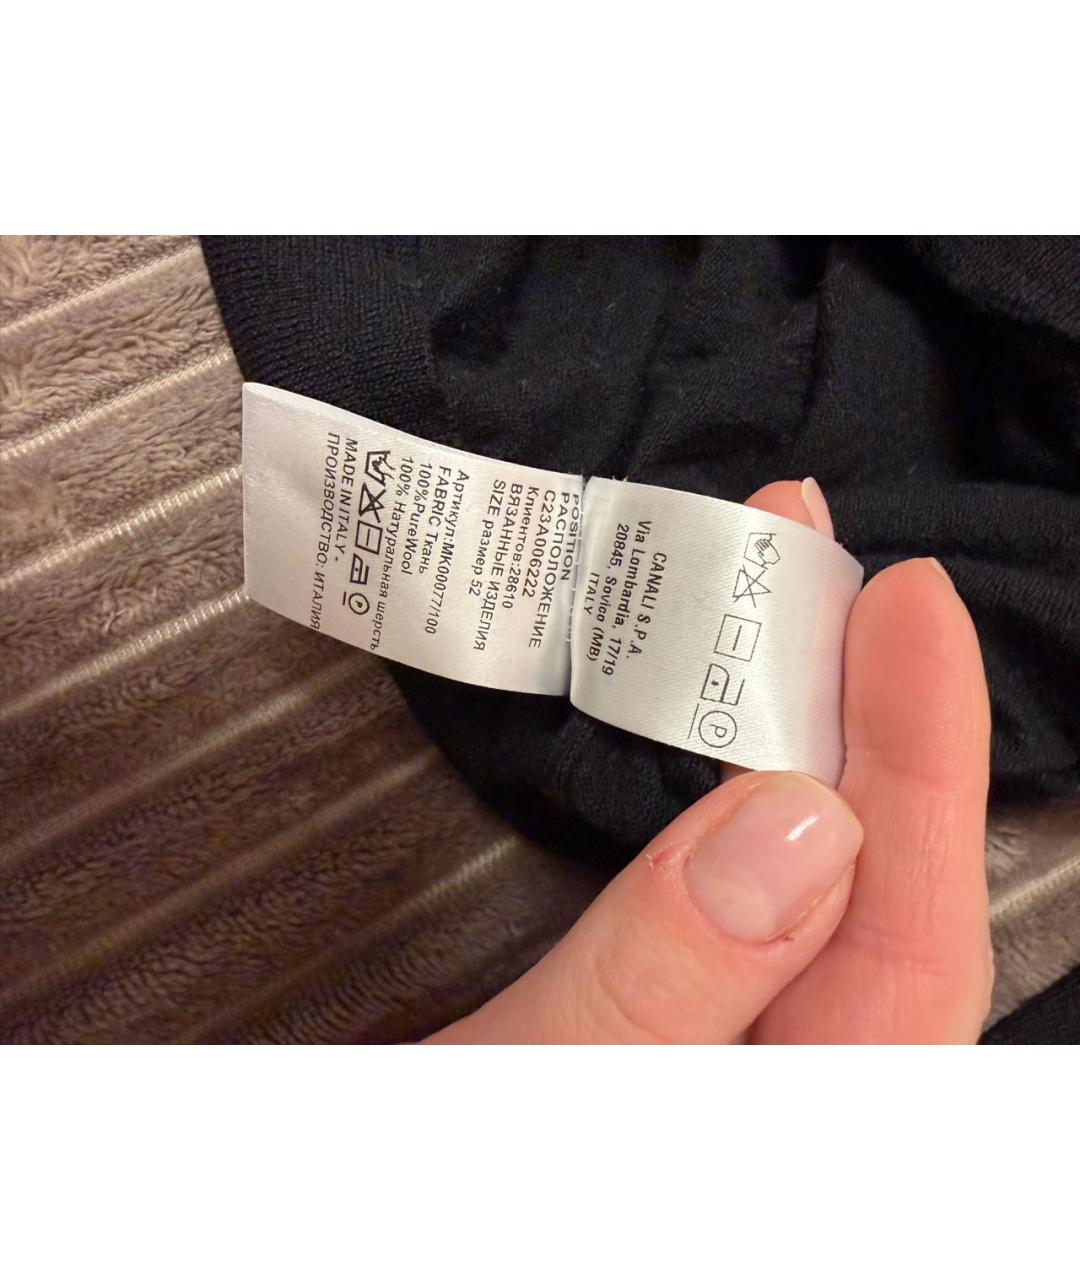 CANALI S.P.A.
Via Lombardia, 17/19
20845, Sovico (MB)
ITALY
P
POSITION
РАСПОЛОЖЕНИЕ
C23A006222
Клиентов:28610
ВЯЗАННЫЕ ИЗДЕЛИЯ
SIZE размер 52
Артикул:MK00077/100
FABRIC Ткань
100%PureWool
100% Натуральная шерсть
P
MADE IN ITALY.
ПРОИЗВОДСТВО: ИТАЛИЯ